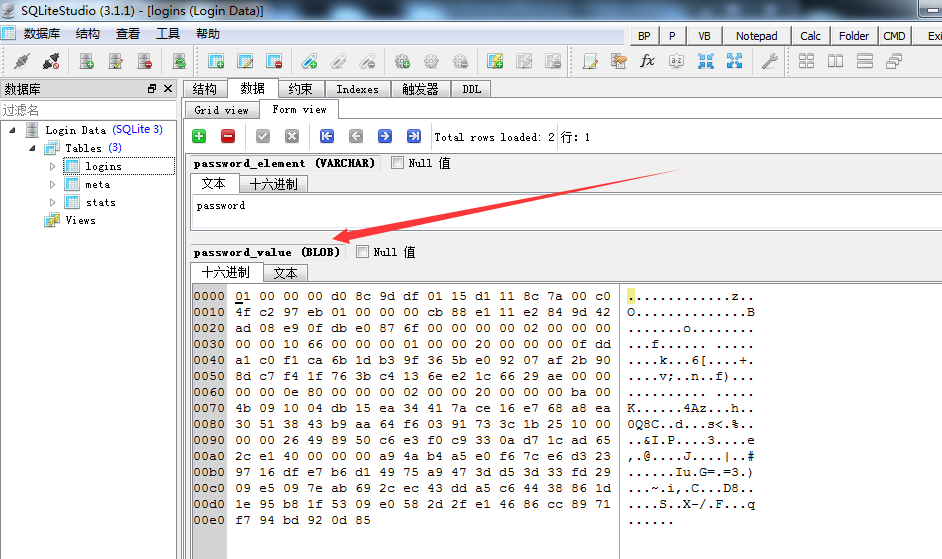 SQLiteStudio (3.1.1) - [logins (Login Data)]
数据库 结构 查看 工具 帮助
BP P VB Notepad Calc Folder CMD Exi
数据库
过滤名
Login Data (SQLite 3)
Tables (3)
logins
meta
stats
Views
结构 数据 约束 Indexes 触发器 DDL
Grid view Form view
Total rows loaded: 2 行: 1
password_element (VARCHAR) Null 值
文本 十六进制
password
password_value (BLOB) Null 值
十六进制 文本
0000 01 00 00 00 d0 8c 9d df 01 15 d1 11 8c 7a 00 c0 .............z..
0010 4f c2 97 eb 01 00 00 00 cb 88 e1 11 e2 84 9d 42 O..............B
0020 ad 08 e9 0f db e0 87 6f 00 00 00 00 02 00 00 00 .......o........
0030 00 00 10 66 00 00 00 01 00 00 20 00 00 00 0f dd ...f...... .....
0040 a1 c0 f1 ca 6b 1d b3 9f 36 5b e0 92 07 af 2b 90 ....k...6[....+.
0050 8d c7 f4 1f 76 3b c4 13 6e e2 1c 66 29 ae 00 00 ....v;..n..f)...
0060 00 00 0e 80 00 00 00 02 00 00 20 00 00 00 ba 00 .......... .....
0070 4b 09 10 04 db 15 ea 34 41 7a ce 16 e7 68 a8 ea K......4Az...h..
0080 30 51 38 43 b9 aa 64 f6 03 91 73 3c 1b 25 10 00 0Q8C..d...s<.%..
0090 00 00 26 49 89 50 c6 e3 f0 c9 33 0a d7 1c ad 65 ..&I.P....3....e
00a0 2c e1 40 00 00 00 a9 4a b4 a5 e0 f6 7c e6 d3 23 ,.@....J....|..#
00b0 97 16 df e7 b6 d1 49 75 a9 47 3d d5 3d 33 fd 29 ......Iu.G=.=3.)
00c0 09 e5 09 7e ab 69 2c ec 43 dd a5 c6 44 38 86 1d ...~.i,.C...D8..
00d0 1e 95 b8 1f 53 09 e0 58 2d 2f e1 46 86 cc 89 71 ....S..X-/.F...q
00e0 f7 94 bd 92 0d 85 ......